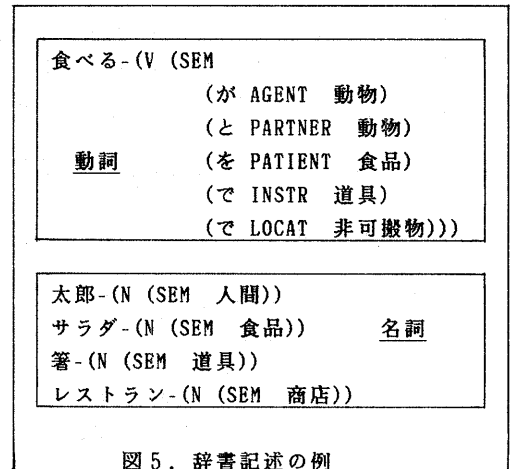 食べる-(V (SEM
(が AGENT 動物)
(と PARTNER 動物)
動詞 (を PATIENT 食品)
(で INSTR 道具)
(で LOCAT 非可搬物)))
太郎-(N (SEM 人間))
サラダ-(N (SEM 食品)) 名詞
箸-(N (SEM 道具))
レストラン-(N (SEM 商店))
図5. 辞書記述の例